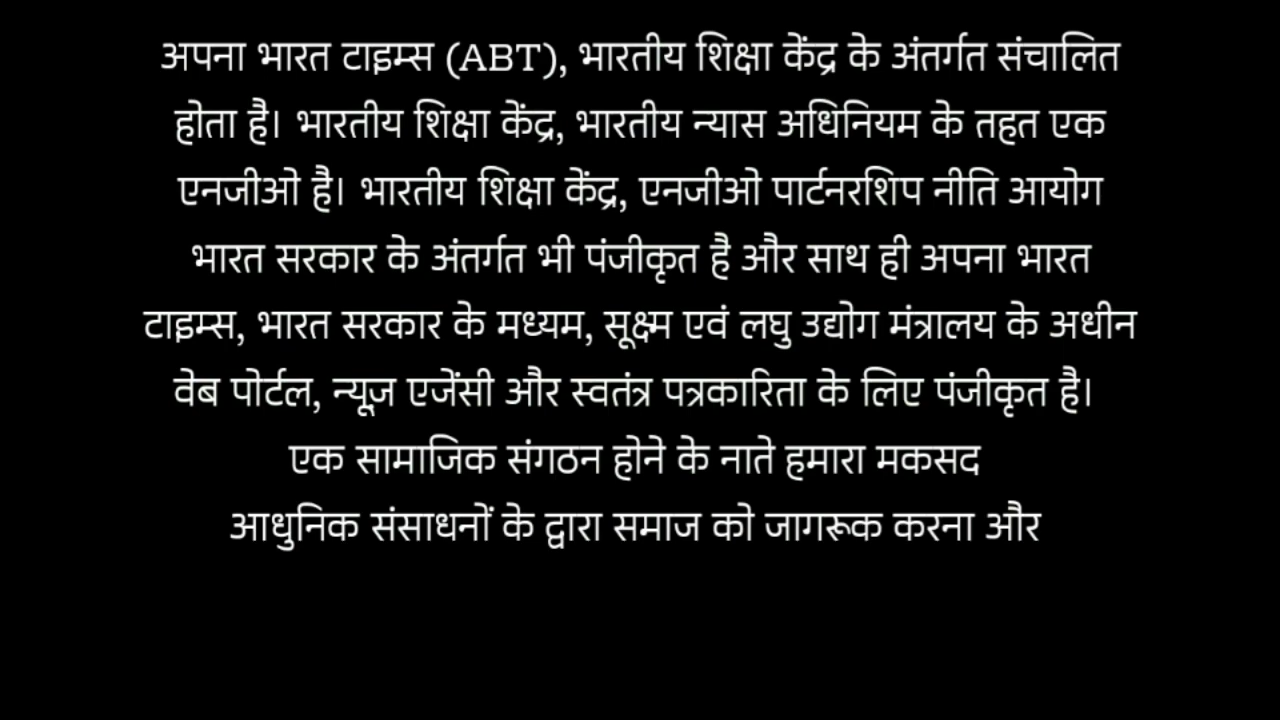 अपना भारत टाइम्स (ABT), भारतीय शिक्षा केंद्र के अंतर्गत संचालित
होता है। भारतीय शिक्षा केंद्र, भारतीय न्यास अधिनियम के तहत एक
एनजीओ है। भारतीय शिक्षा केंद्र, एनजीओ पार्टनरशिप नीति आयोग
भारत सरकार के अंतर्गत भी पंजीकृत है और साथ ही अपना भारत
टाइम्स, भारत सरकार के मध्यम, सूक्ष्म एवं लघु उद्योग मंत्रालय के अधीन
वेब पोर्टल, न्यूज़ एजेंसी और स्वतंत्र पत्रकारिता के लिए पंजीकृत है।
एक सामाजिक संगठन होने के नाते हमारा मकसद
आधुनिक संसाधनों के द्वारा समाज को जागरूक करना और